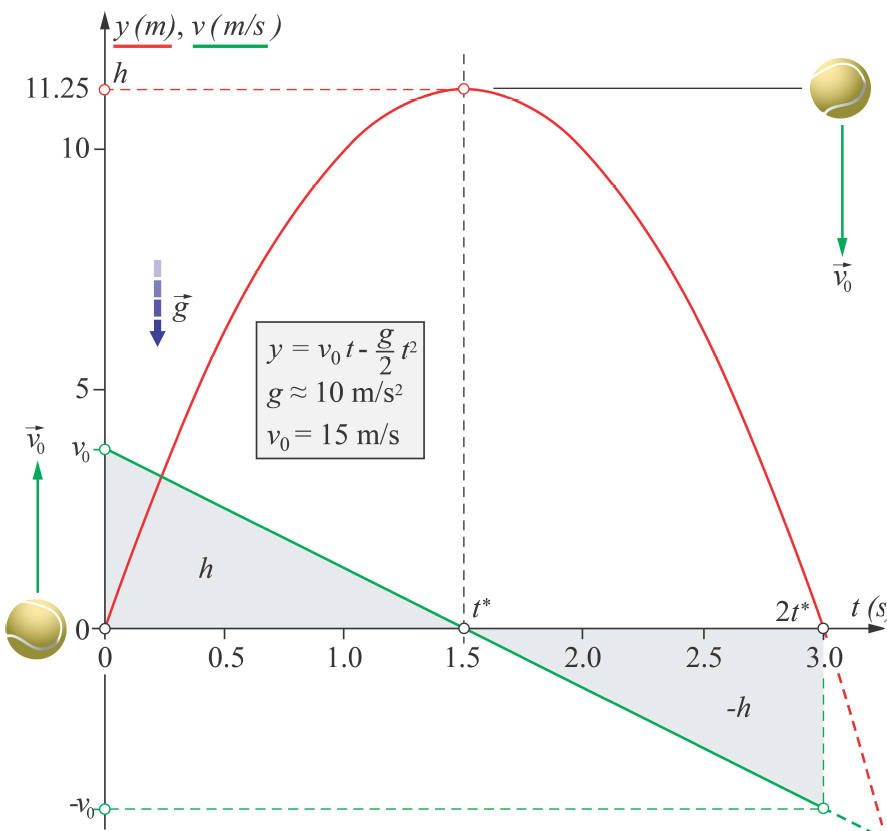 y (m), v (m/s)
h
11.25
10
g
y = v₀ t - g/2 t²
g ≈ 10 m/s²
v₀ = 15 m/s
5
v₀
v₀
v₀
h
t*
2t*
t (s
0
0
0.5
1.0
1.5
2.0
2.5
3.0
-h
-v₀